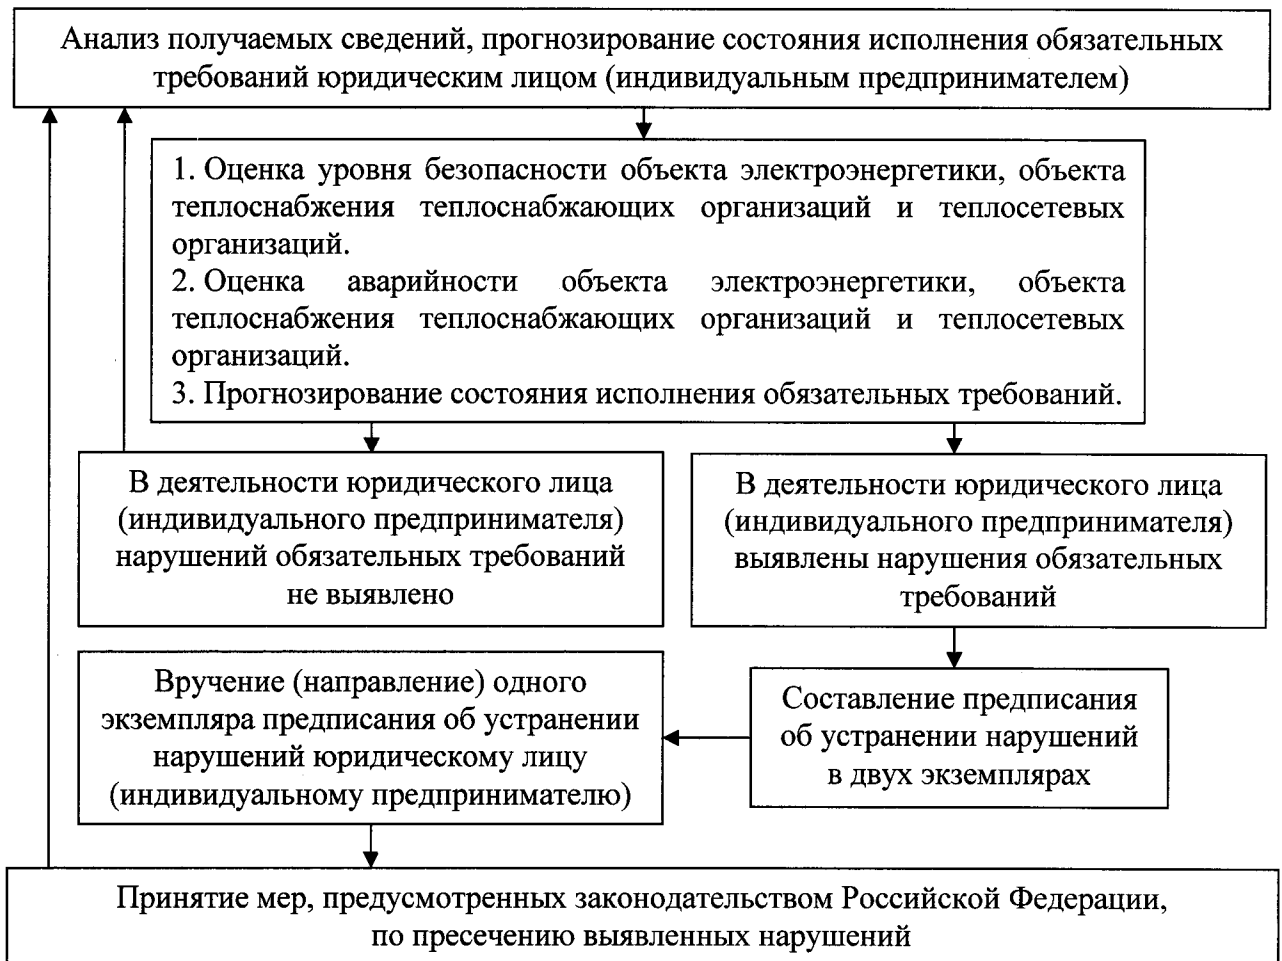 Анализ получаемых сведений, прогнозирование состояния исполнения обязательных
требований юридическим лицом (индивидуальным предпринимателем)
1. Оценка уровня безопасности объекта электроэнергетики, объекта
теплоснабжения теплоснабжающих организаций и теплосетевых
организаций.
2. Оценка аварийности объекта электроэнергетики, объекта
теплоснабжения теплоснабжающих организаций и теплосетевых
организаций.
3. Прогнозирование состояния исполнения обязательных требований.
В деятельности юридического лица
(индивидуального предпринимателя)
нарушений обязательных требований
не выявлено
В деятельности юридического лица
(индивидуального предпринимателя)
выявлены нарушения обязательных
требований
Составление предписания
об устранении нарушений
в двух экземплярах
Вручение (направление) одного
экземпляра предписания об устранении
нарушений юридическому лицу
(индивидуальному предпринимателю)
Принятие мер, предусмотренных законодательством Российской Федерации,
по пресечению выявленных нарушений